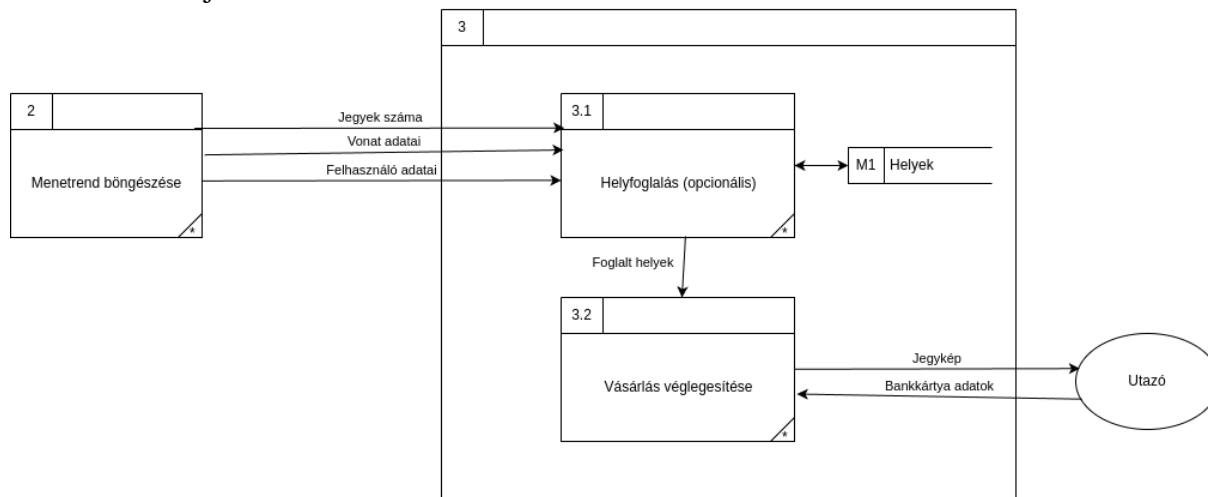 3
2
3.1
Jegyek száma
Vonat adatai
Felhasználó adatai
Menetrend böngészése
Helyfoglalás (opcionális)
M1 Helyek
*
*
Foglalt helyek
3.2
Jegykép
Vásárlás véglegesítése
Bankkártya adatok
Utazó
*